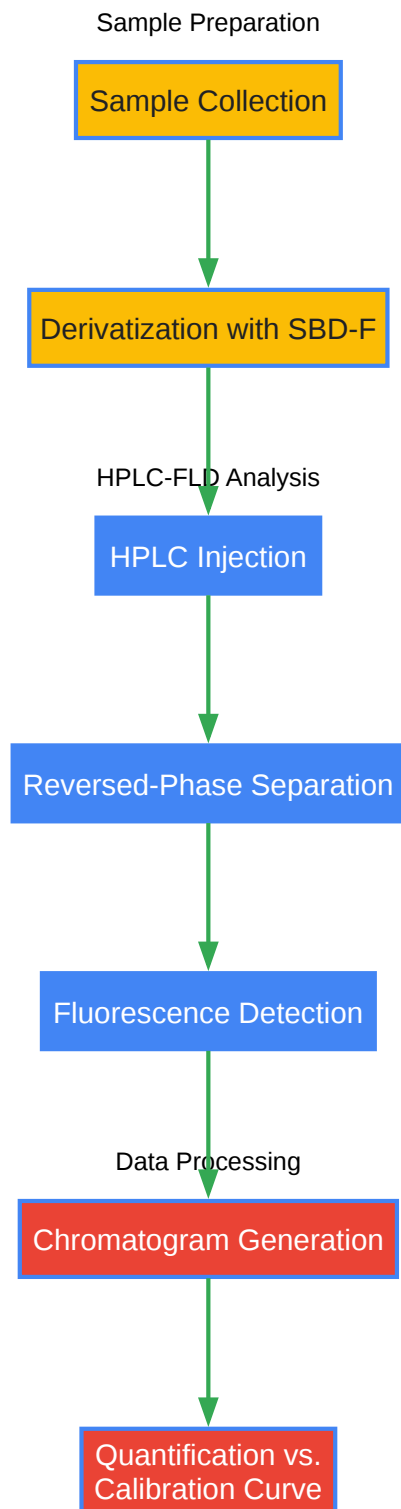 Sample Preparation
Sample Collection
Derivatization with SBD-F
HPLC-FLD Analysis
HPLC Injection
Reversed-Phase Separation
Fluorescence Detection
Data Processing
Chromatogram Generation
Quantification vs.
Calibration Curve